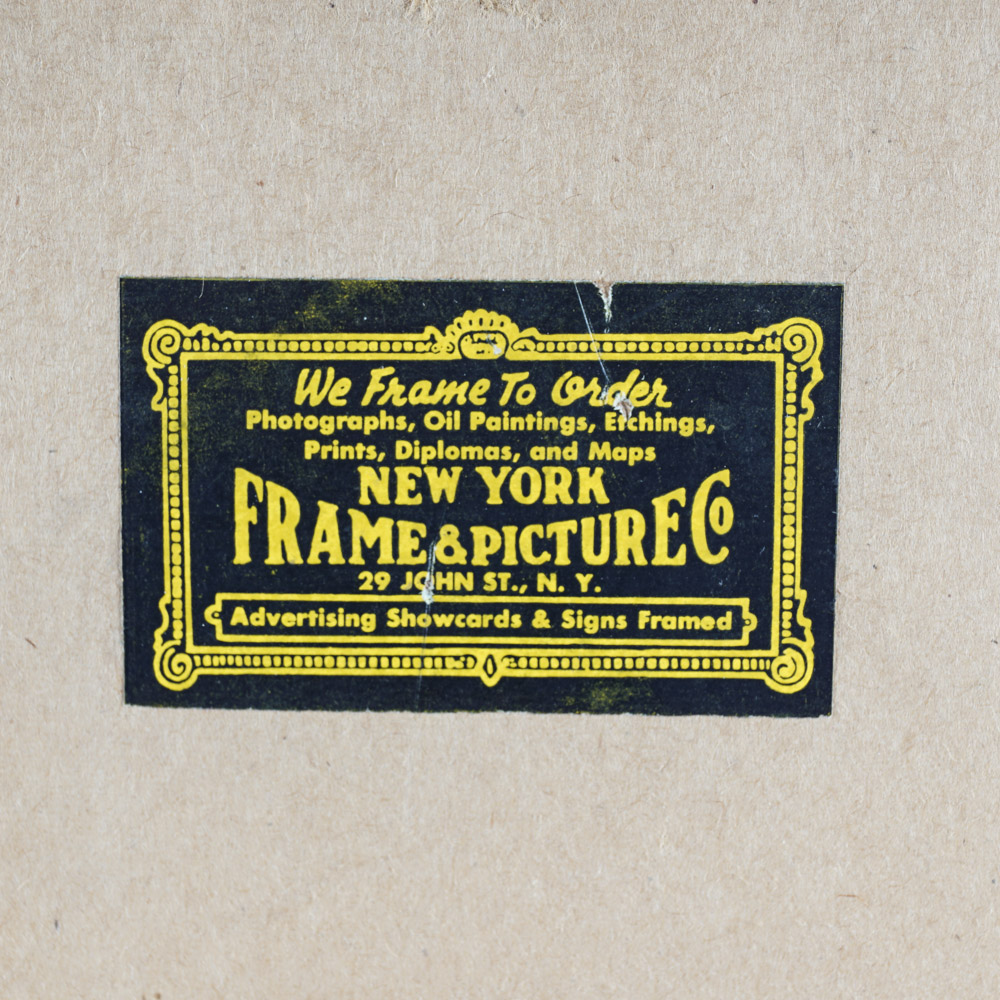 We Frame To Order
Photographs, Oil Paintings, Etchings,
Prints, Diplomas, and Maps
NEW YORK
FRAME & PICTURE Co
29 JOHN ST., N. Y.
Advertising Showcards & Signs Framed